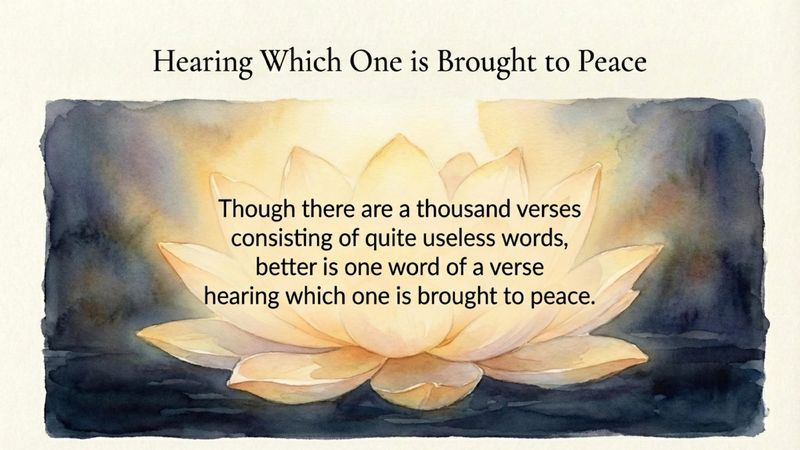 Hearing Which One is Brought to Peace
Though there are a thousand verses
consisting of quite useless words,
better is one word of a verse
hearing which one is brought to peace.